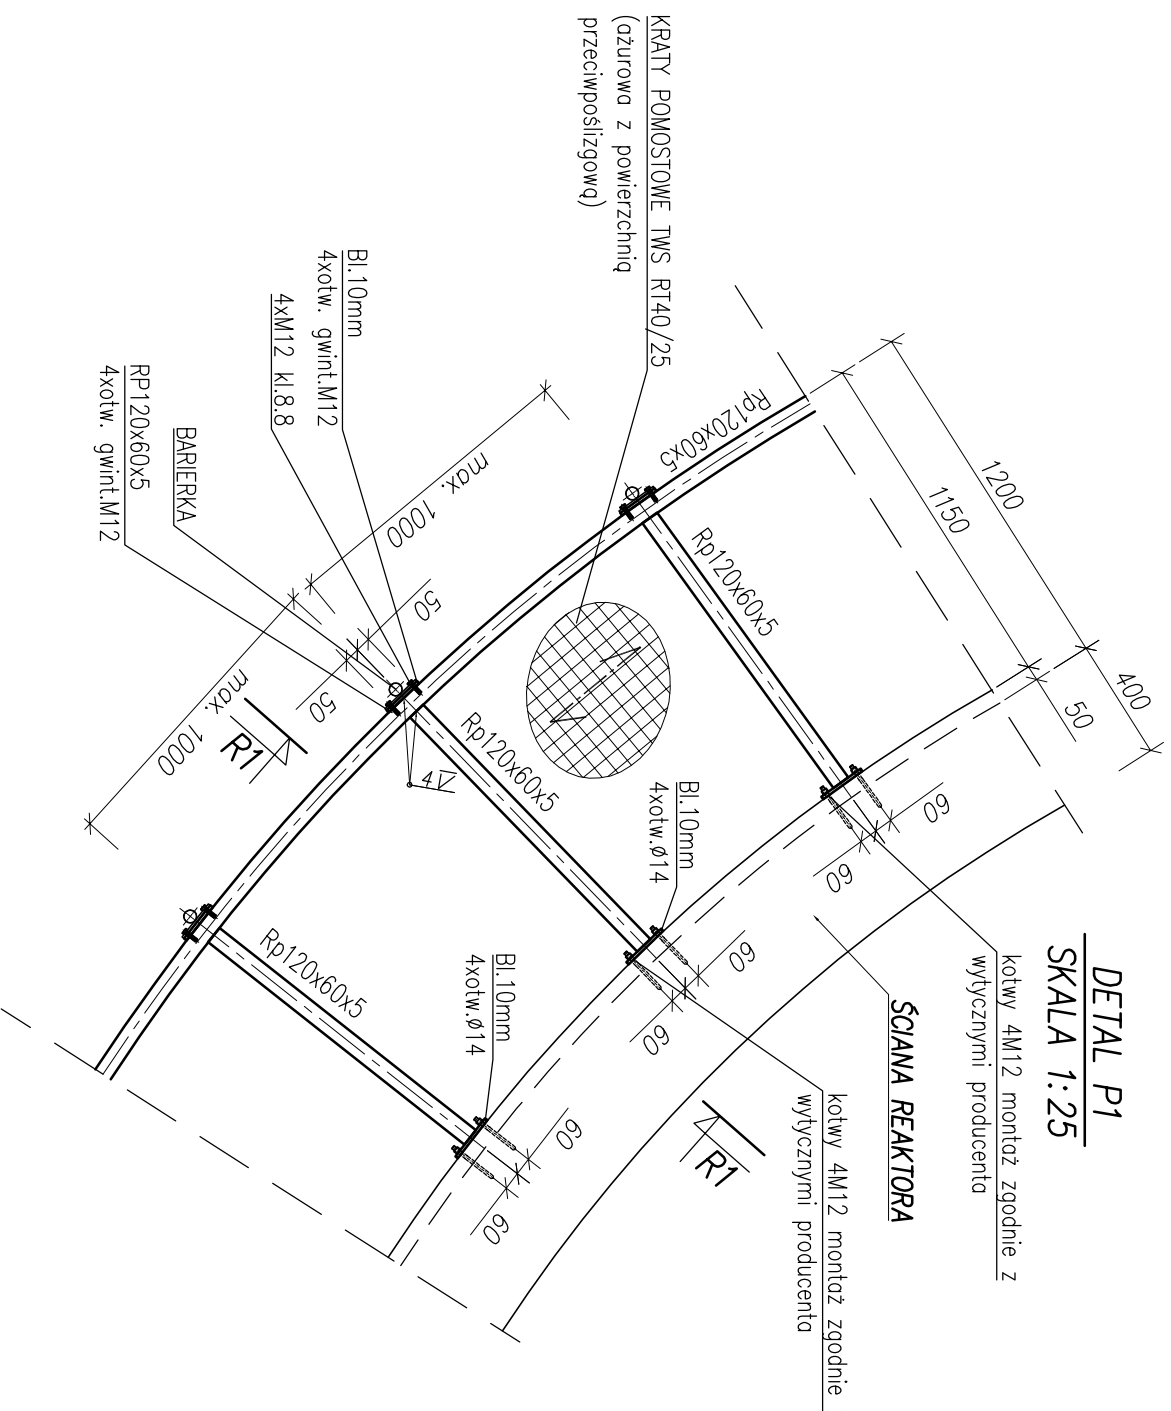 DETAL P1
SKALA 1:25
kotwy 4M12 montaż zgodnie z
wytycznymi producenta
ŚCIANA REAKTORA
kotwy 4M12 montaż zgodnie
wytycznymi producenta
KRATY POMOSTOWE TWS RT40/25
(ażurowa z powierzchnią
przeciwpoślizgową)
1200
1150
400
50
Rp120x60x5
Rp120x60x5
60
60
Bl.10mm
4xotw.ø14
Rp120x60x5
60
60
Bl.10mm
4xotw.ø14
Rp120x60x5
60
60
R1
R1
Bl.10mm
4xotw. gwint.M12
4xM12 kl.8.8
max. 1000
50
50
max. 1000
4
BARIERKA
RP120x60x5
4xotw. gwint.M12